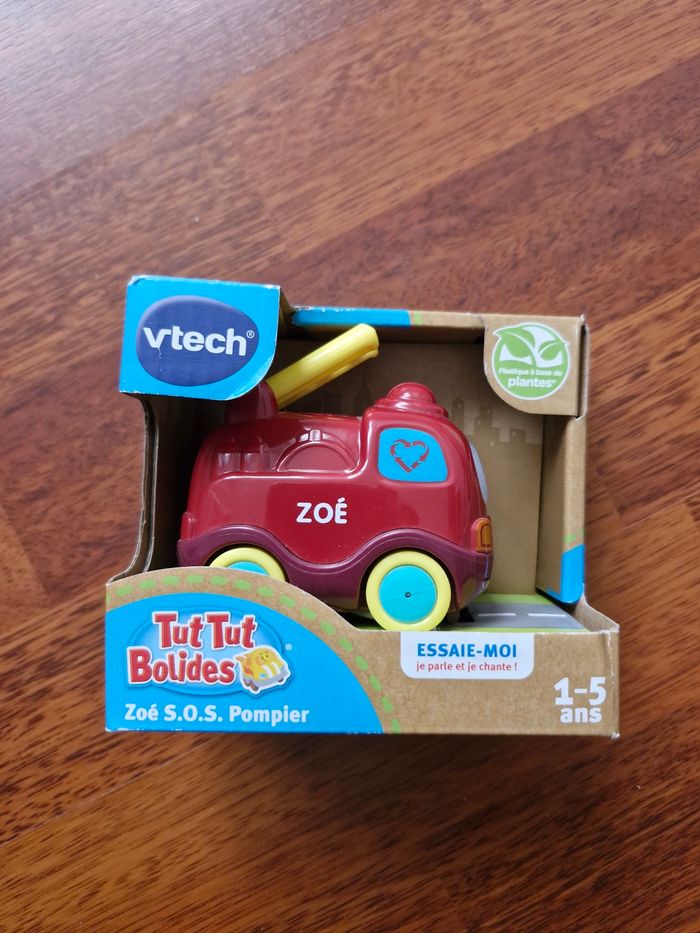 vtech®
Plastique à base de
plantes*
ZOÉ
Tut Tut
Bolides®
Zoé S.O.S. Pompier
ESSAIE-MOI
je parle et je chante !
1-5
ans